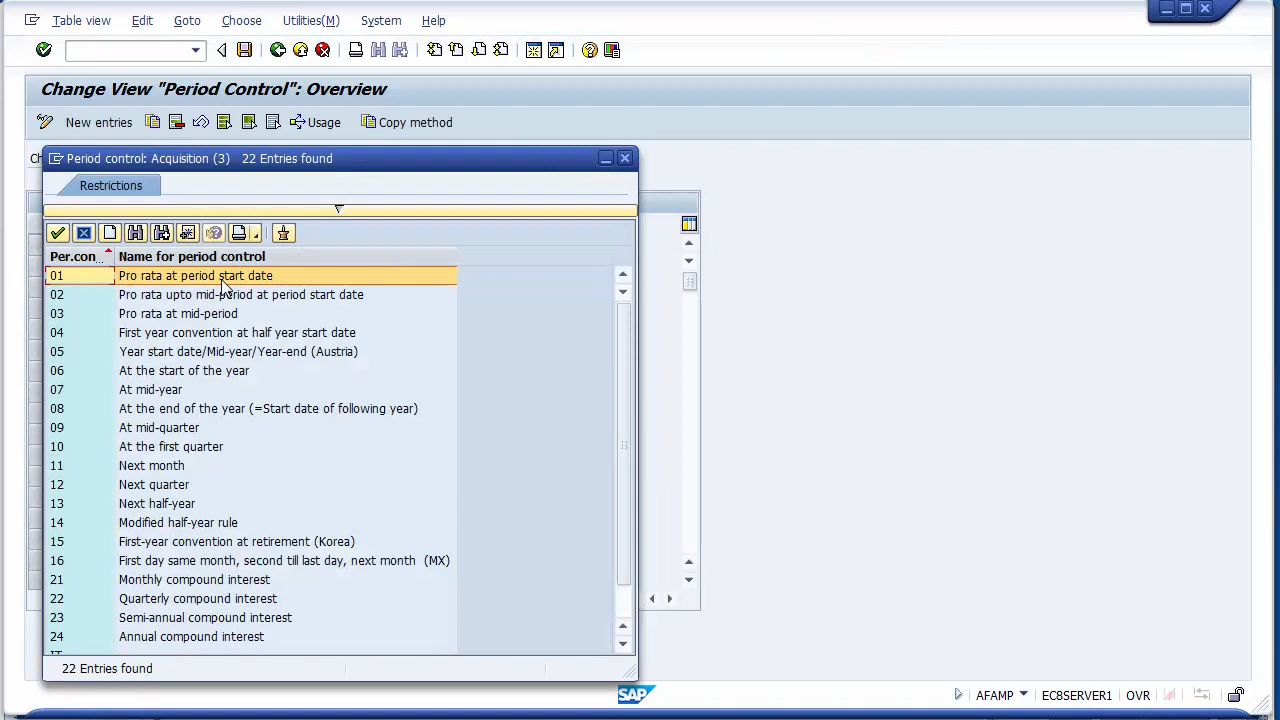 Table view Edit Goto Choose Utilities(M) System Help
Change View "Period Control": Overview
New entries Usage Copy method
Ch
Period control: Acquisition (3) 22 Entries found
Restrictions
Per.con... Name for period control
01 Pro rata at period start date
02 Pro rata upto mid-period at period start date
03 Pro rata at mid-period
04 First year convention at half year start date
05 Year start date/Mid-year/Year-end (Austria)
06 At the start of the year
07 At mid-year
08 At the end of the year (=Start date of following year)
09 At mid-quarter
10 At the first quarter
11 Next month
12 Next quarter
13 Next half-year
14 Modified half-year rule
15 First-year convention at retirement (Korea)
16 First day same month, second till last day, next month (MX)
21 Monthly compound interest
22 Quarterly compound interest
23 Semi-annual compound interest
24 Annual compound interest
22 Entries found
SAP
AFAMP EC8SERVER1 OVR